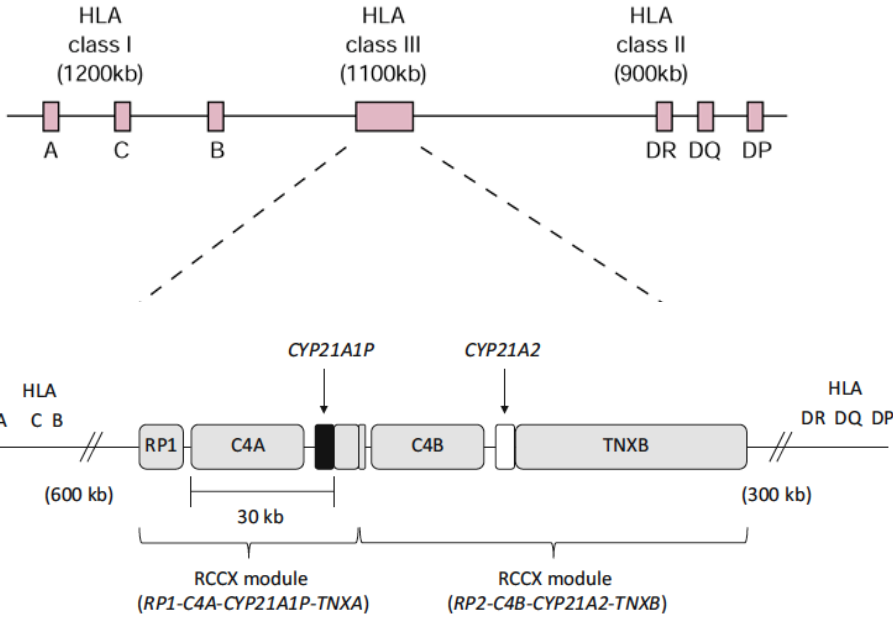 HLA
class I
(1200kb)
HLA
class III
(1100kb)
HLA
class II
(900kb)
A
C
B
DR DQ DP
CYP21A1P
CYP21A2
HLA
A C B
HLA
DR DQ DP
RP1
C4A
C4B
TNXB
(600 kb)
(300 kb)
30 kb
RCCX module
(RP1-C4A-CYP21A1P-TNXA)
RCCX module
(RP2-C4B-CYP21A2-TNXB)